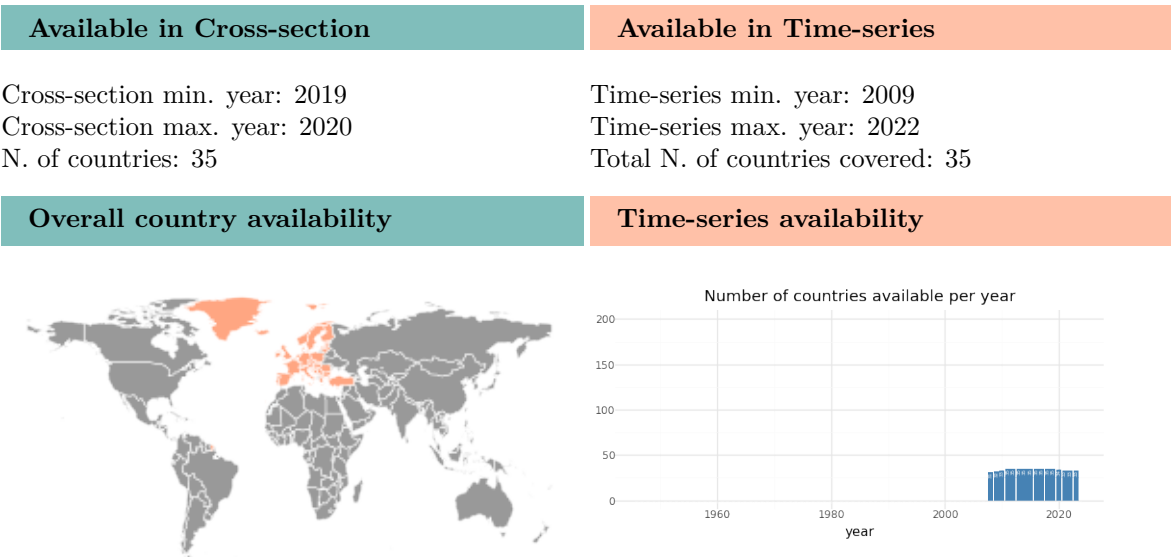 Available in Cross-section
Available in Time-series
Cross-section min. year: 2019
Cross-section max. year: 2020
N. of countries: 35
Time-series min. year: 2009
Time-series max. year: 2022
Total N. of countries covered: 35
Overall country availability
Time-series availability
Number of countries available per year
200
150
100
50
0
1960
1980
2000
2020
year